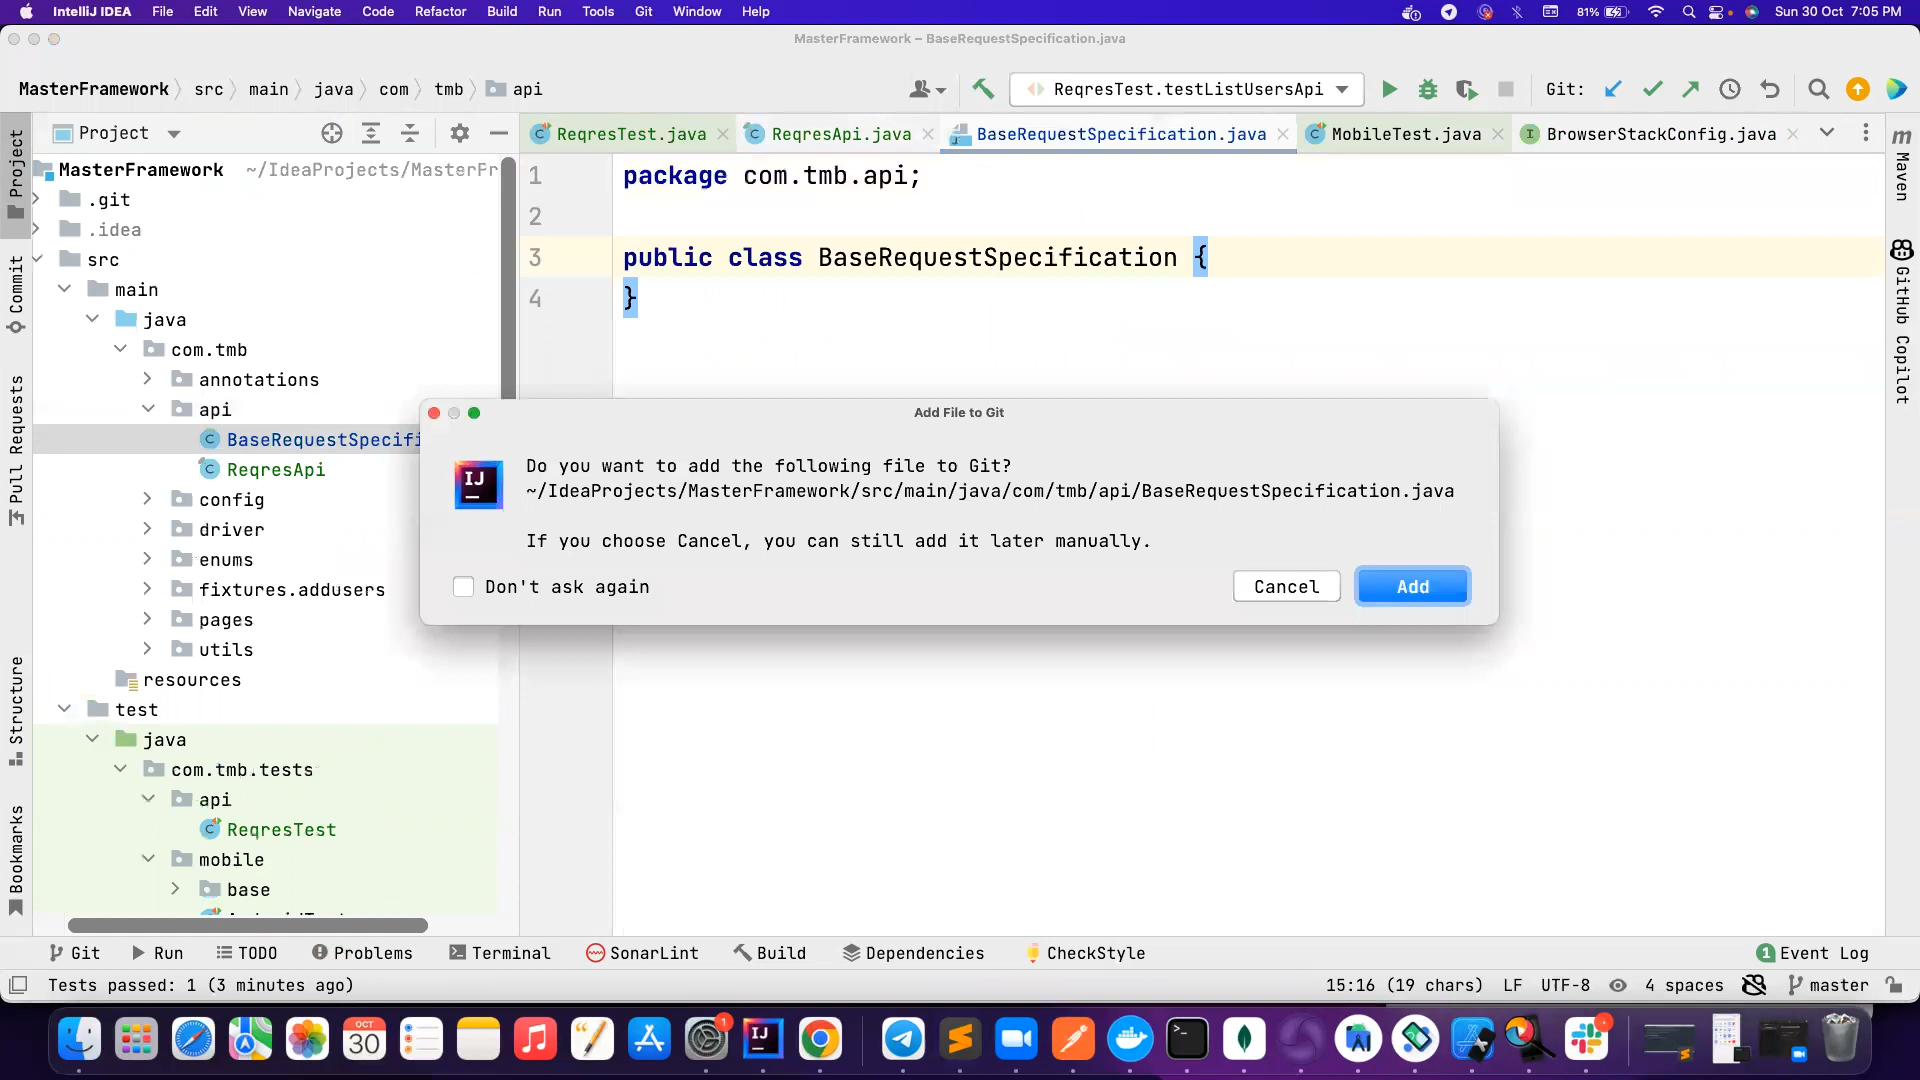 IntelliJ IDEA File Edit View Navigate Code Refactor Build Run Tools Git Window Help
81% Sun 30 Oct 7:05 PM
MasterFramework – BaseRequestSpecification.java
MasterFramework src main java com tmb api
ReqresTest.testListUsersApi Git:
Project
ReqresTest.java ReqresApi.java BaseRequestSpecification.java MobileTest.java BrowserStackConfig.java
Project
Commit
Pull Requests
Structure
Bookmarks
MasterFramework ~/IdeaProjects/MasterFr
.git
.idea
src
main
java
com.tmb
annotations
api
BaseRequestSpecifi
ReqresApi
config
driver
enums
fixtures.addusers
pages
utils
resources
test
java
com.tmb.tests
api
ReqresTest
mobile
base
1 package com.tmb.api;
2
3 public class BaseRequestSpecification {
4 }
m Maven
GitHub Copilot
Add File to Git
IJ
Do you want to add the following file to Git?
~/IdeaProjects/MasterFramework/src/main/java/com/tmb/api/BaseRequestSpecification.java
If you choose Cancel, you can still add it later manually.
Don't ask again
Cancel Add
Git Run TODO Problems Terminal SonarLint Build Dependencies CheckStyle
1 Event Log
Tests passed: 1 (3 minutes ago)
15:16 (19 chars) LF UTF-8 4 spaces master
OCT
30
1
IJ